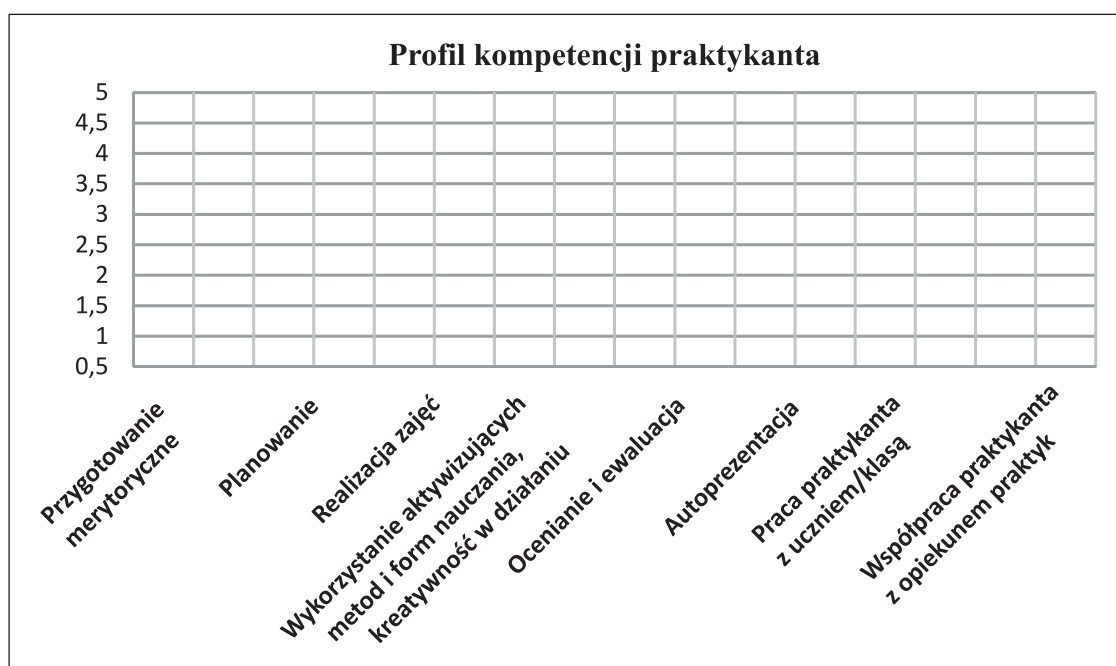 Profil kompetencji praktykanta
5
4,5
4
3,5
3
2,5
2
1,5
1
0,5
Przygotowanie
merytoryczne
Planowanie
Realizacja zajęć
Wykorzystanie aktywizujących
metod i form nauczania,
kreatywność w działaniu
Ocenianie i ewaluacja
Autoprezentacja
Praca praktykanta
z uczniem/klasą
Współpraca praktykanta
z opiekunem praktyk